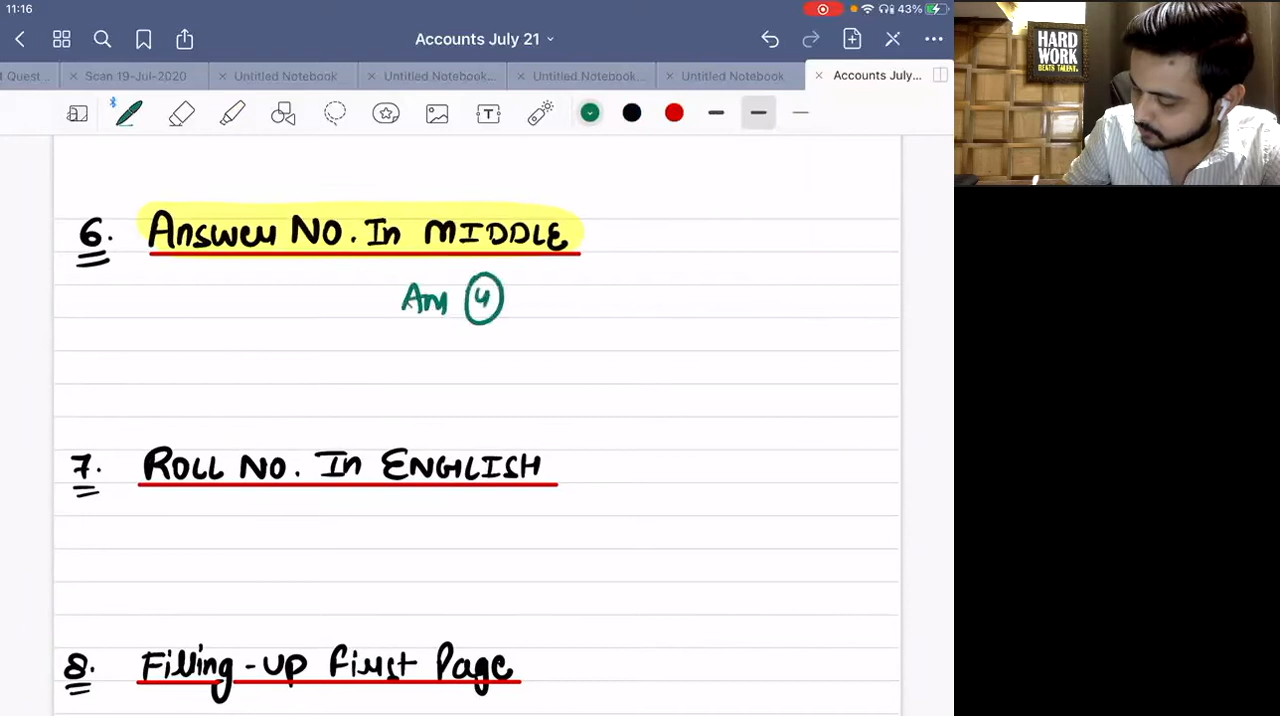 11:16
43%
Accounts July 21
d Quest...
Scan 19-Jul-2020
Untitled Notebook
Untitled Notebook...
Untitled Notebook...
Untitled Notebook
Accounts July...
HARD
WORK
BEATS TALENT.
6. Answer NO. In MIDDLE
Ans 4
7. ROLL NO. In ENGLISH
8. Filling-up First Page